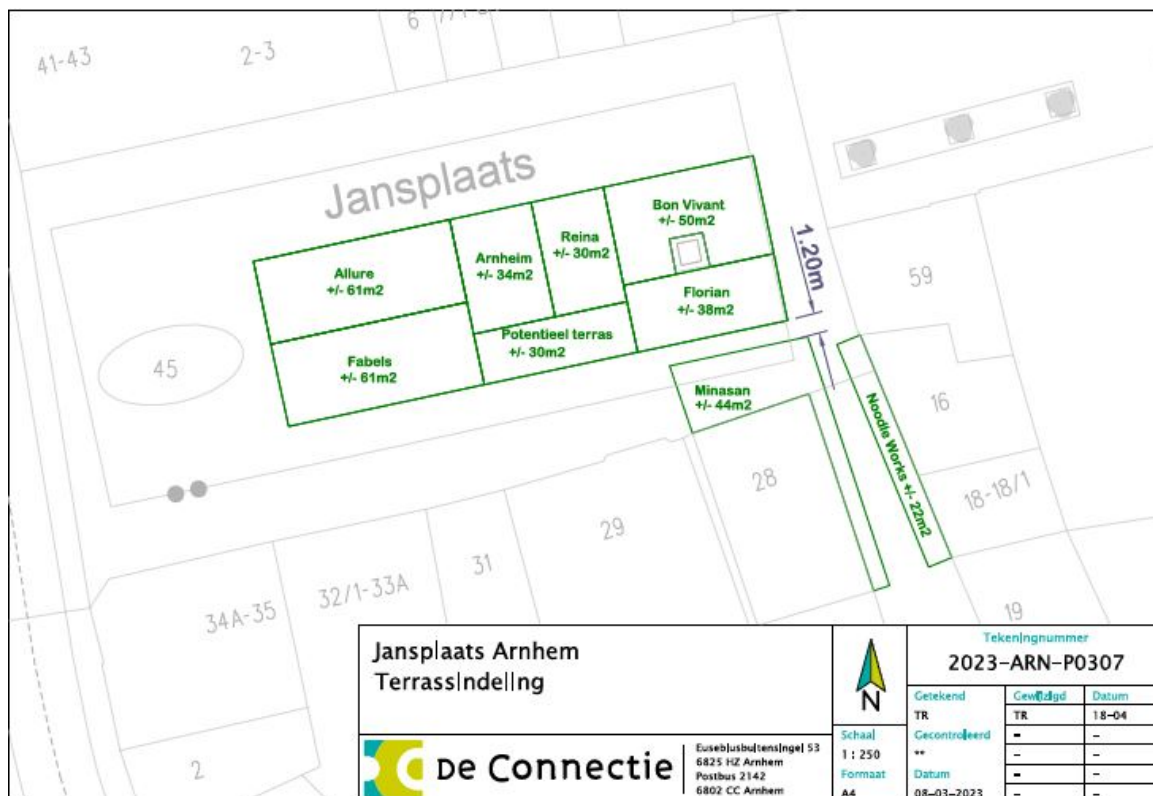 41-43
2-3
6
Jansplaats
Bon Vivant
+/- 50m2
Reina
+/- 30m2
Arnheim
+/- 34m2
Allure
+/- 61m2
1.20m
59
Florian
+/- 38m2
Potentieel terras
+/- 30m2
Fabels
+/- 61m2
45
Minasan
+/- 44m2
Noodle Works +/- 22m2
16
28
18-18/1
29
31
32/1-33A
34A-35
19
2
Jansplaats Arnhem
Terrassindeling
N
Tekeningnummer
2023-ARN-P0307
Getekend
Gewijzigd
Datum
TR
TR
18-04
Schaal
Gecontroleerd
-
-
1 : 250
**
-
-
Formaat
Datum
-
-
A4
08-03-2023
-
-
De Connectie
Eusebiusbuitensingel 53
6825 HZ Arnhem
Postbus 2142
6802 CC Arnhem